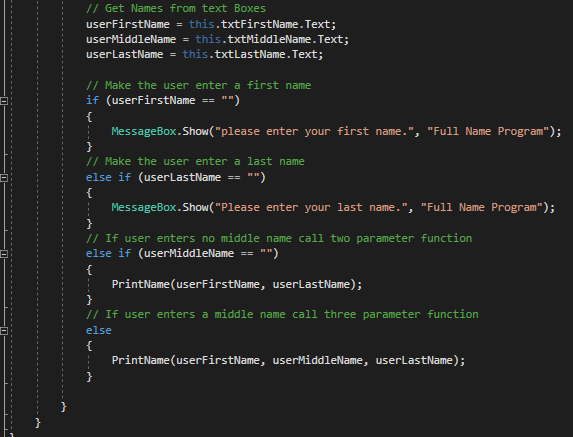 // Get Names from text Boxes
userFirstName = this.txtFirstName.Text;
userMiddleName = this.txtMiddleName.Text;
userLastName = this.txtLastName.Text;
// Make the user enter a first name
if (userFirstName == "")
{
MessageBox.Show("please enter your first name.", "Full Name Program");
}
// Make the user enter a last name
else if (userLastName == "")
{
MessageBox.Show("Please enter your last name.", "Full Name Program");
}
// If user enters no middle name call two parameter function
else if (userMiddleName == "")
{
PrintName(userFirstName, userLastName);
}
// If user enters a middle name call three parameter function
else
{
PrintName(userFirstName, userMiddleName, userLastName);
}
}
}
}